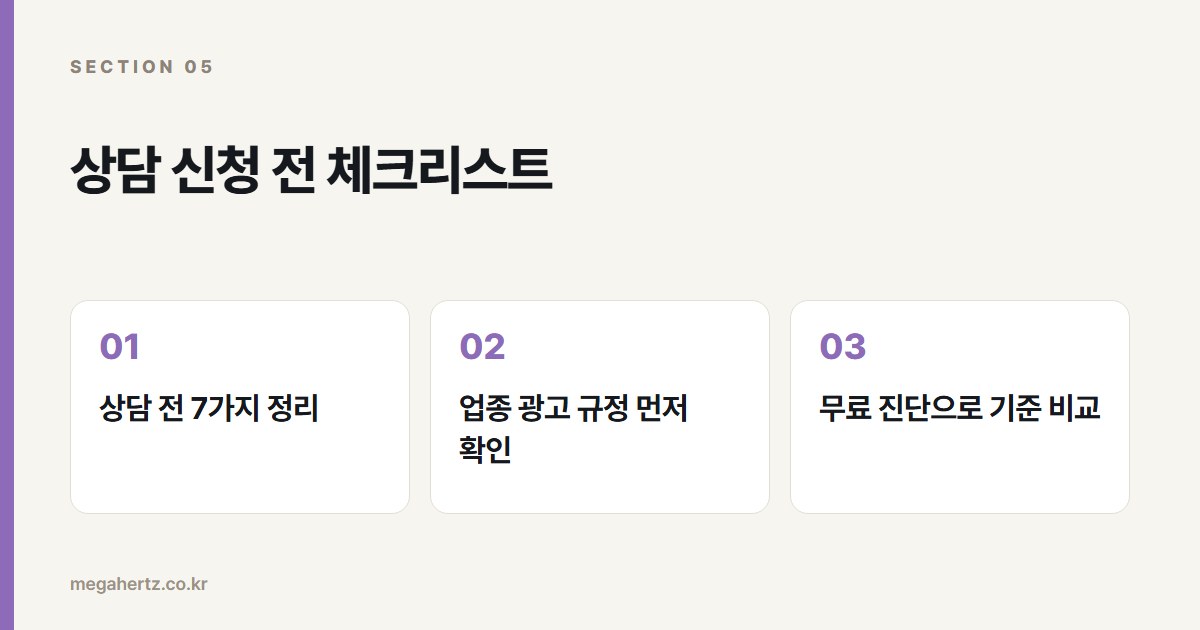 SECTION 05
상담 신청 전 체크리스트
01
상담 전 7가지 정리
02
업종 광고 규정 먼저
확인
03
무료 진단으로 기준 비교
megahertz.co.kr